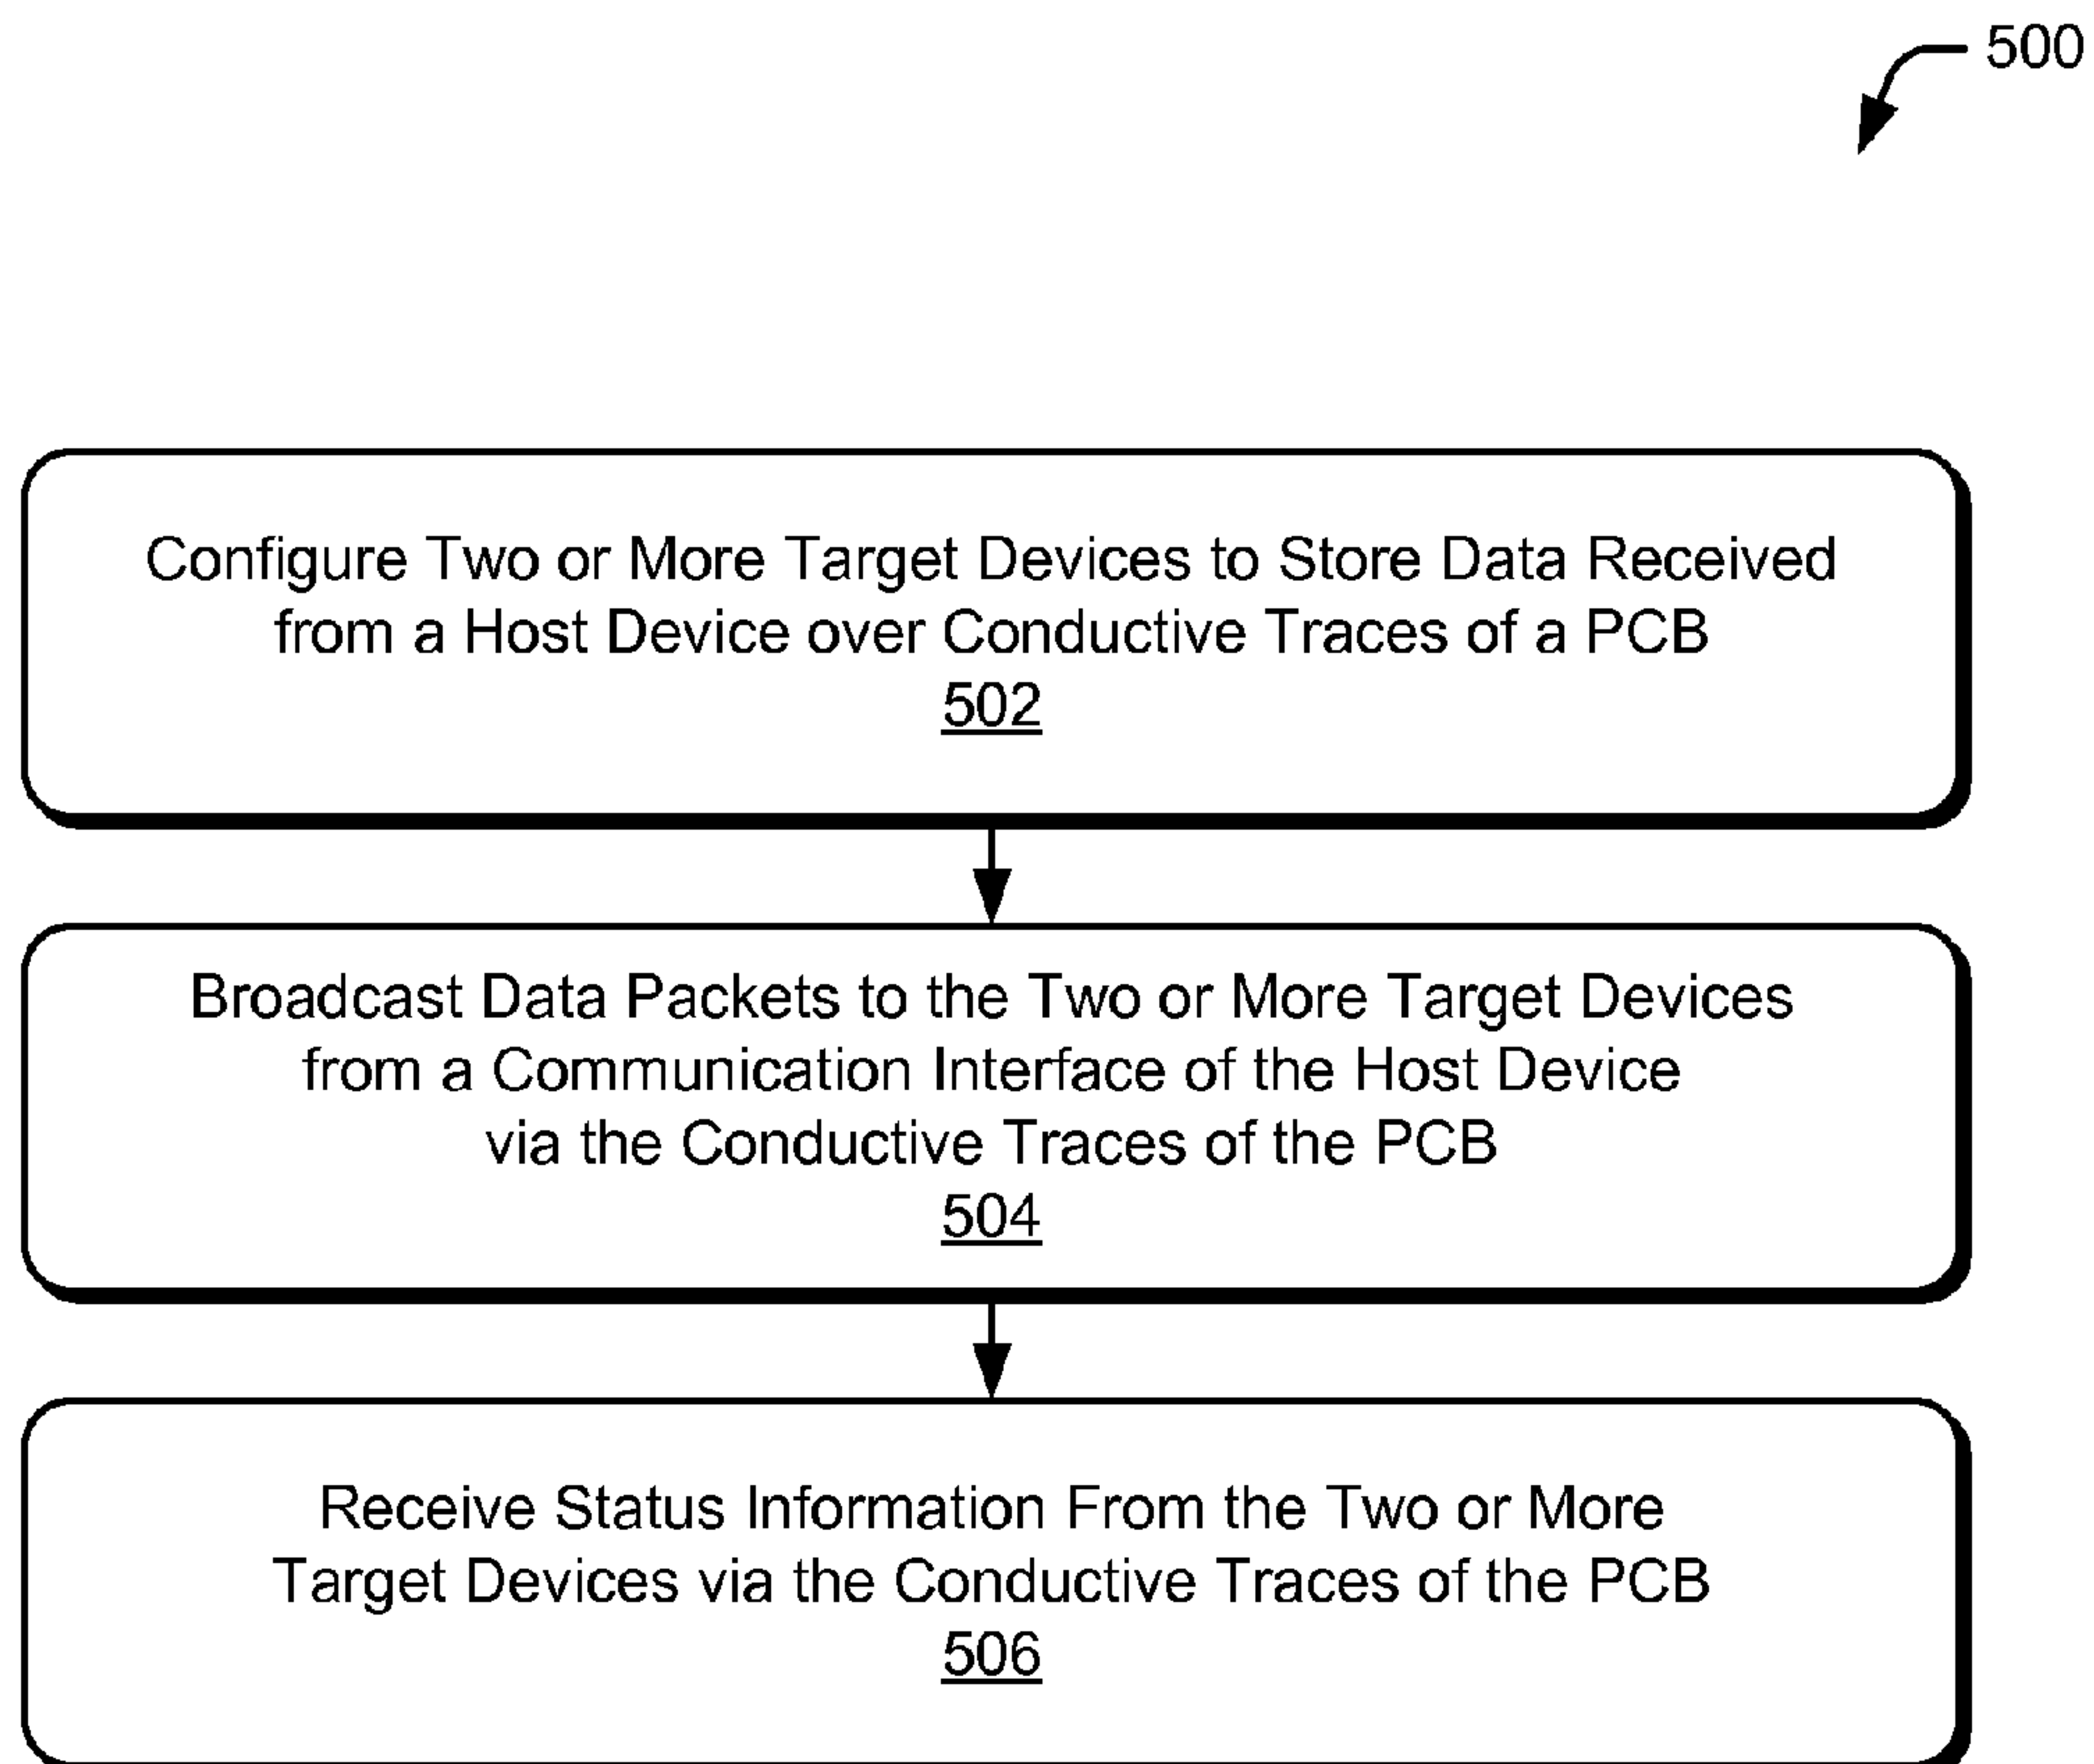 500
Configure Two or More Target Devices to Store Data Received
from a Host Device over Conductive Traces of a PCB
502
Broadcast Data Packets to the Two or More Target Devices
from a Communication Interface of the Host Device
via the Conductive Traces of the PCB
504
Receive Status Information From the Two or More
Target Devices via the Conductive Traces of the PCB
506